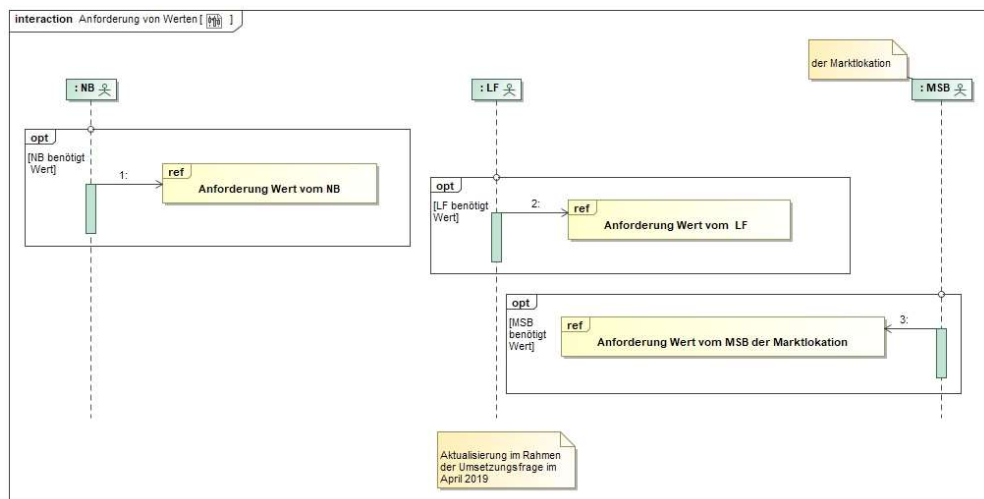 interaction Anforderung von Werten [ ]
der Marktlokation
: NB
: LF
: MSB
opt
[NB benötigt
Wert]
1:
ref
Anforderung Wert vom NB
opt
[LF benötigt
Wert]
2:
ref
Anforderung Wert vom LF
opt
[MSB
benötigt
Wert]
ref
3:
Anforderung Wert vom MSB der Marktlokation
Aktualisierung im Rahmen
der Umsetzungsfrage im
April 2019